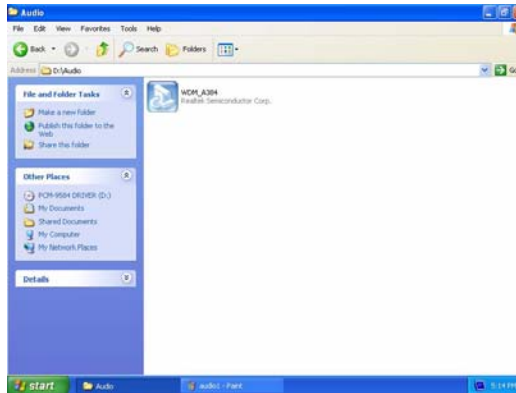 Audio
File Edit View Favorites Tools Help
Back Search Folders
Address D:\Audio Go
File and Folder Tasks
Make a new folder
Publish this folder to the
Web
Share this folder
Other Places
PCM-9584 DRIVER (D:)
My Documents
Shared Documents
My Computer
My Network Places
Details
WDM_A384
Realtek Semiconductor Corp.
start Audio audio1 - Paint 5:14 PM